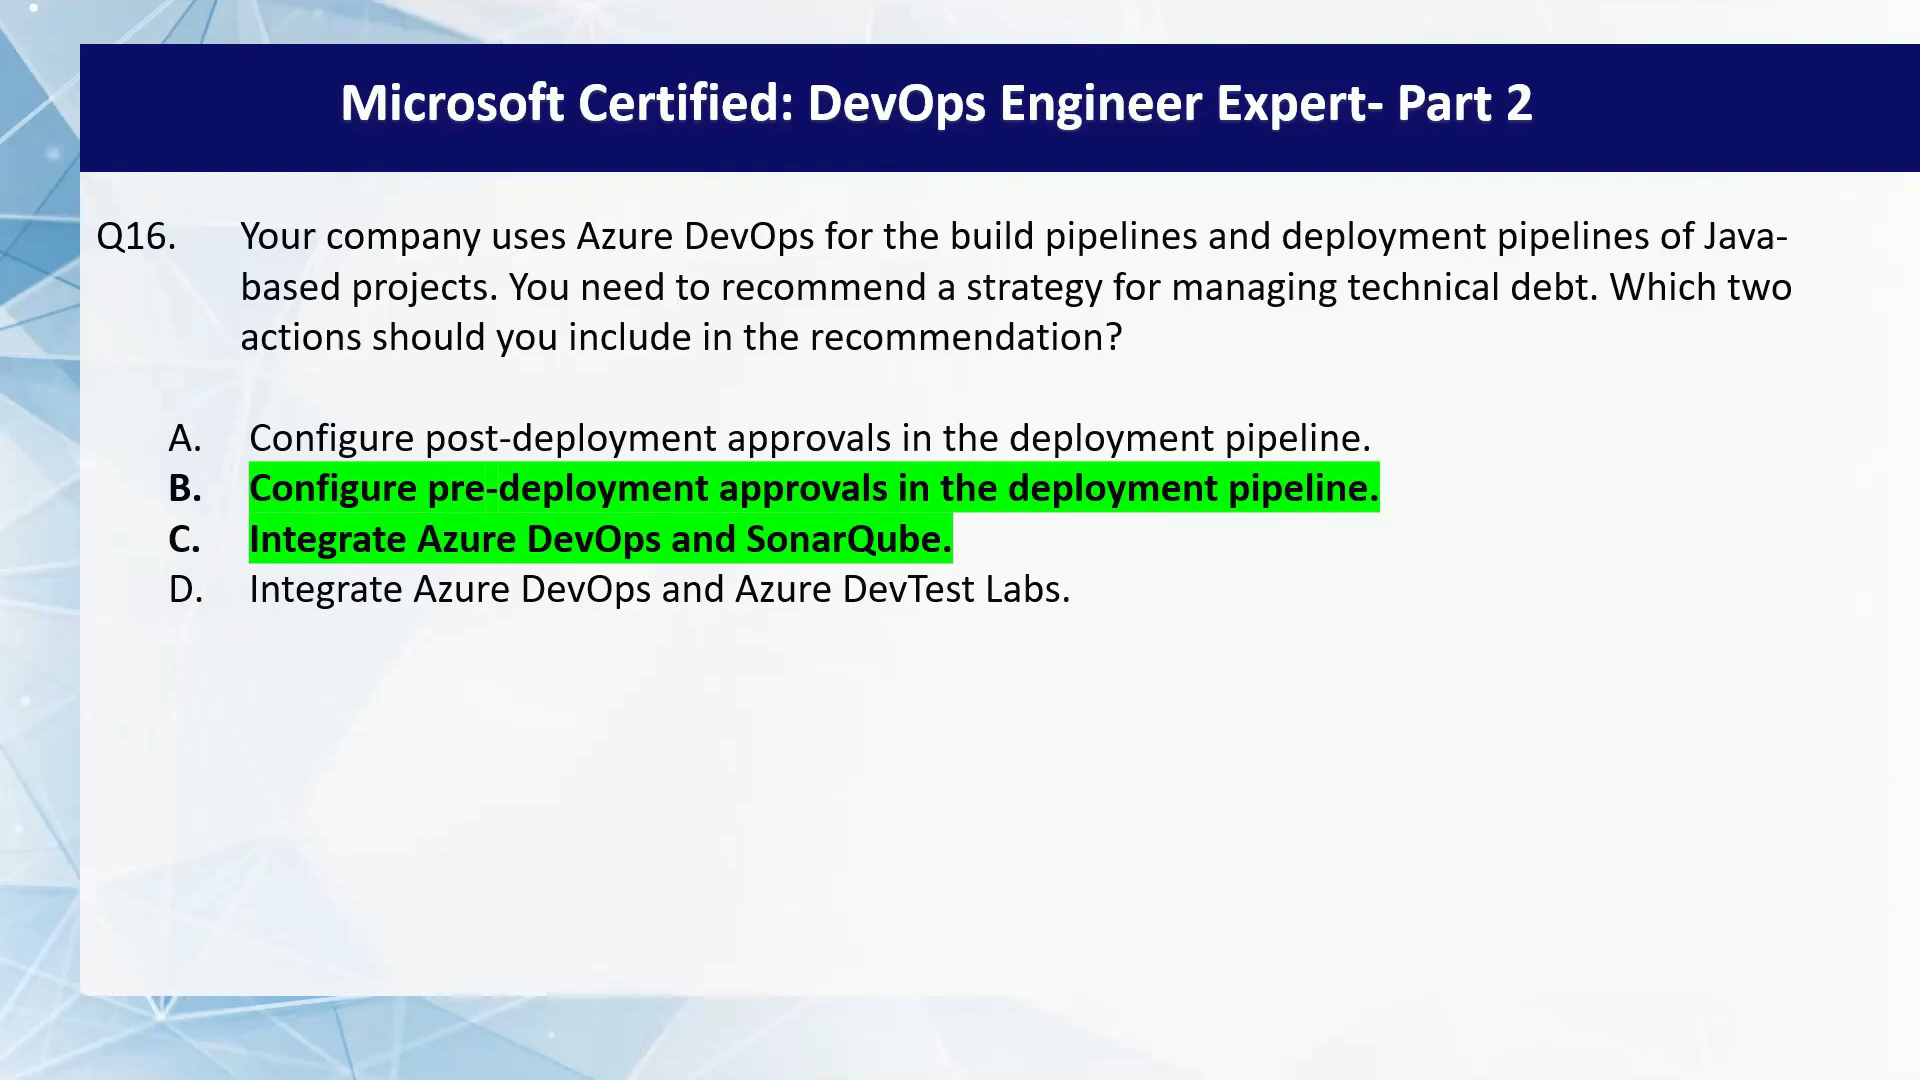 Microsoft Certified: DevOps Engineer Expert- Part 2
Q16. Your company uses Azure DevOps for the build pipelines and deployment pipelines of Java-
based projects. You need to recommend a strategy for managing technical debt. Which two
actions should you include in the recommendation?
A. Configure post-deployment approvals in the deployment pipeline.
B. Configure pre-deployment approvals in the deployment pipeline.
C. Integrate Azure DevOps and SonarQube.
D. Integrate Azure DevOps and Azure DevTest Labs.